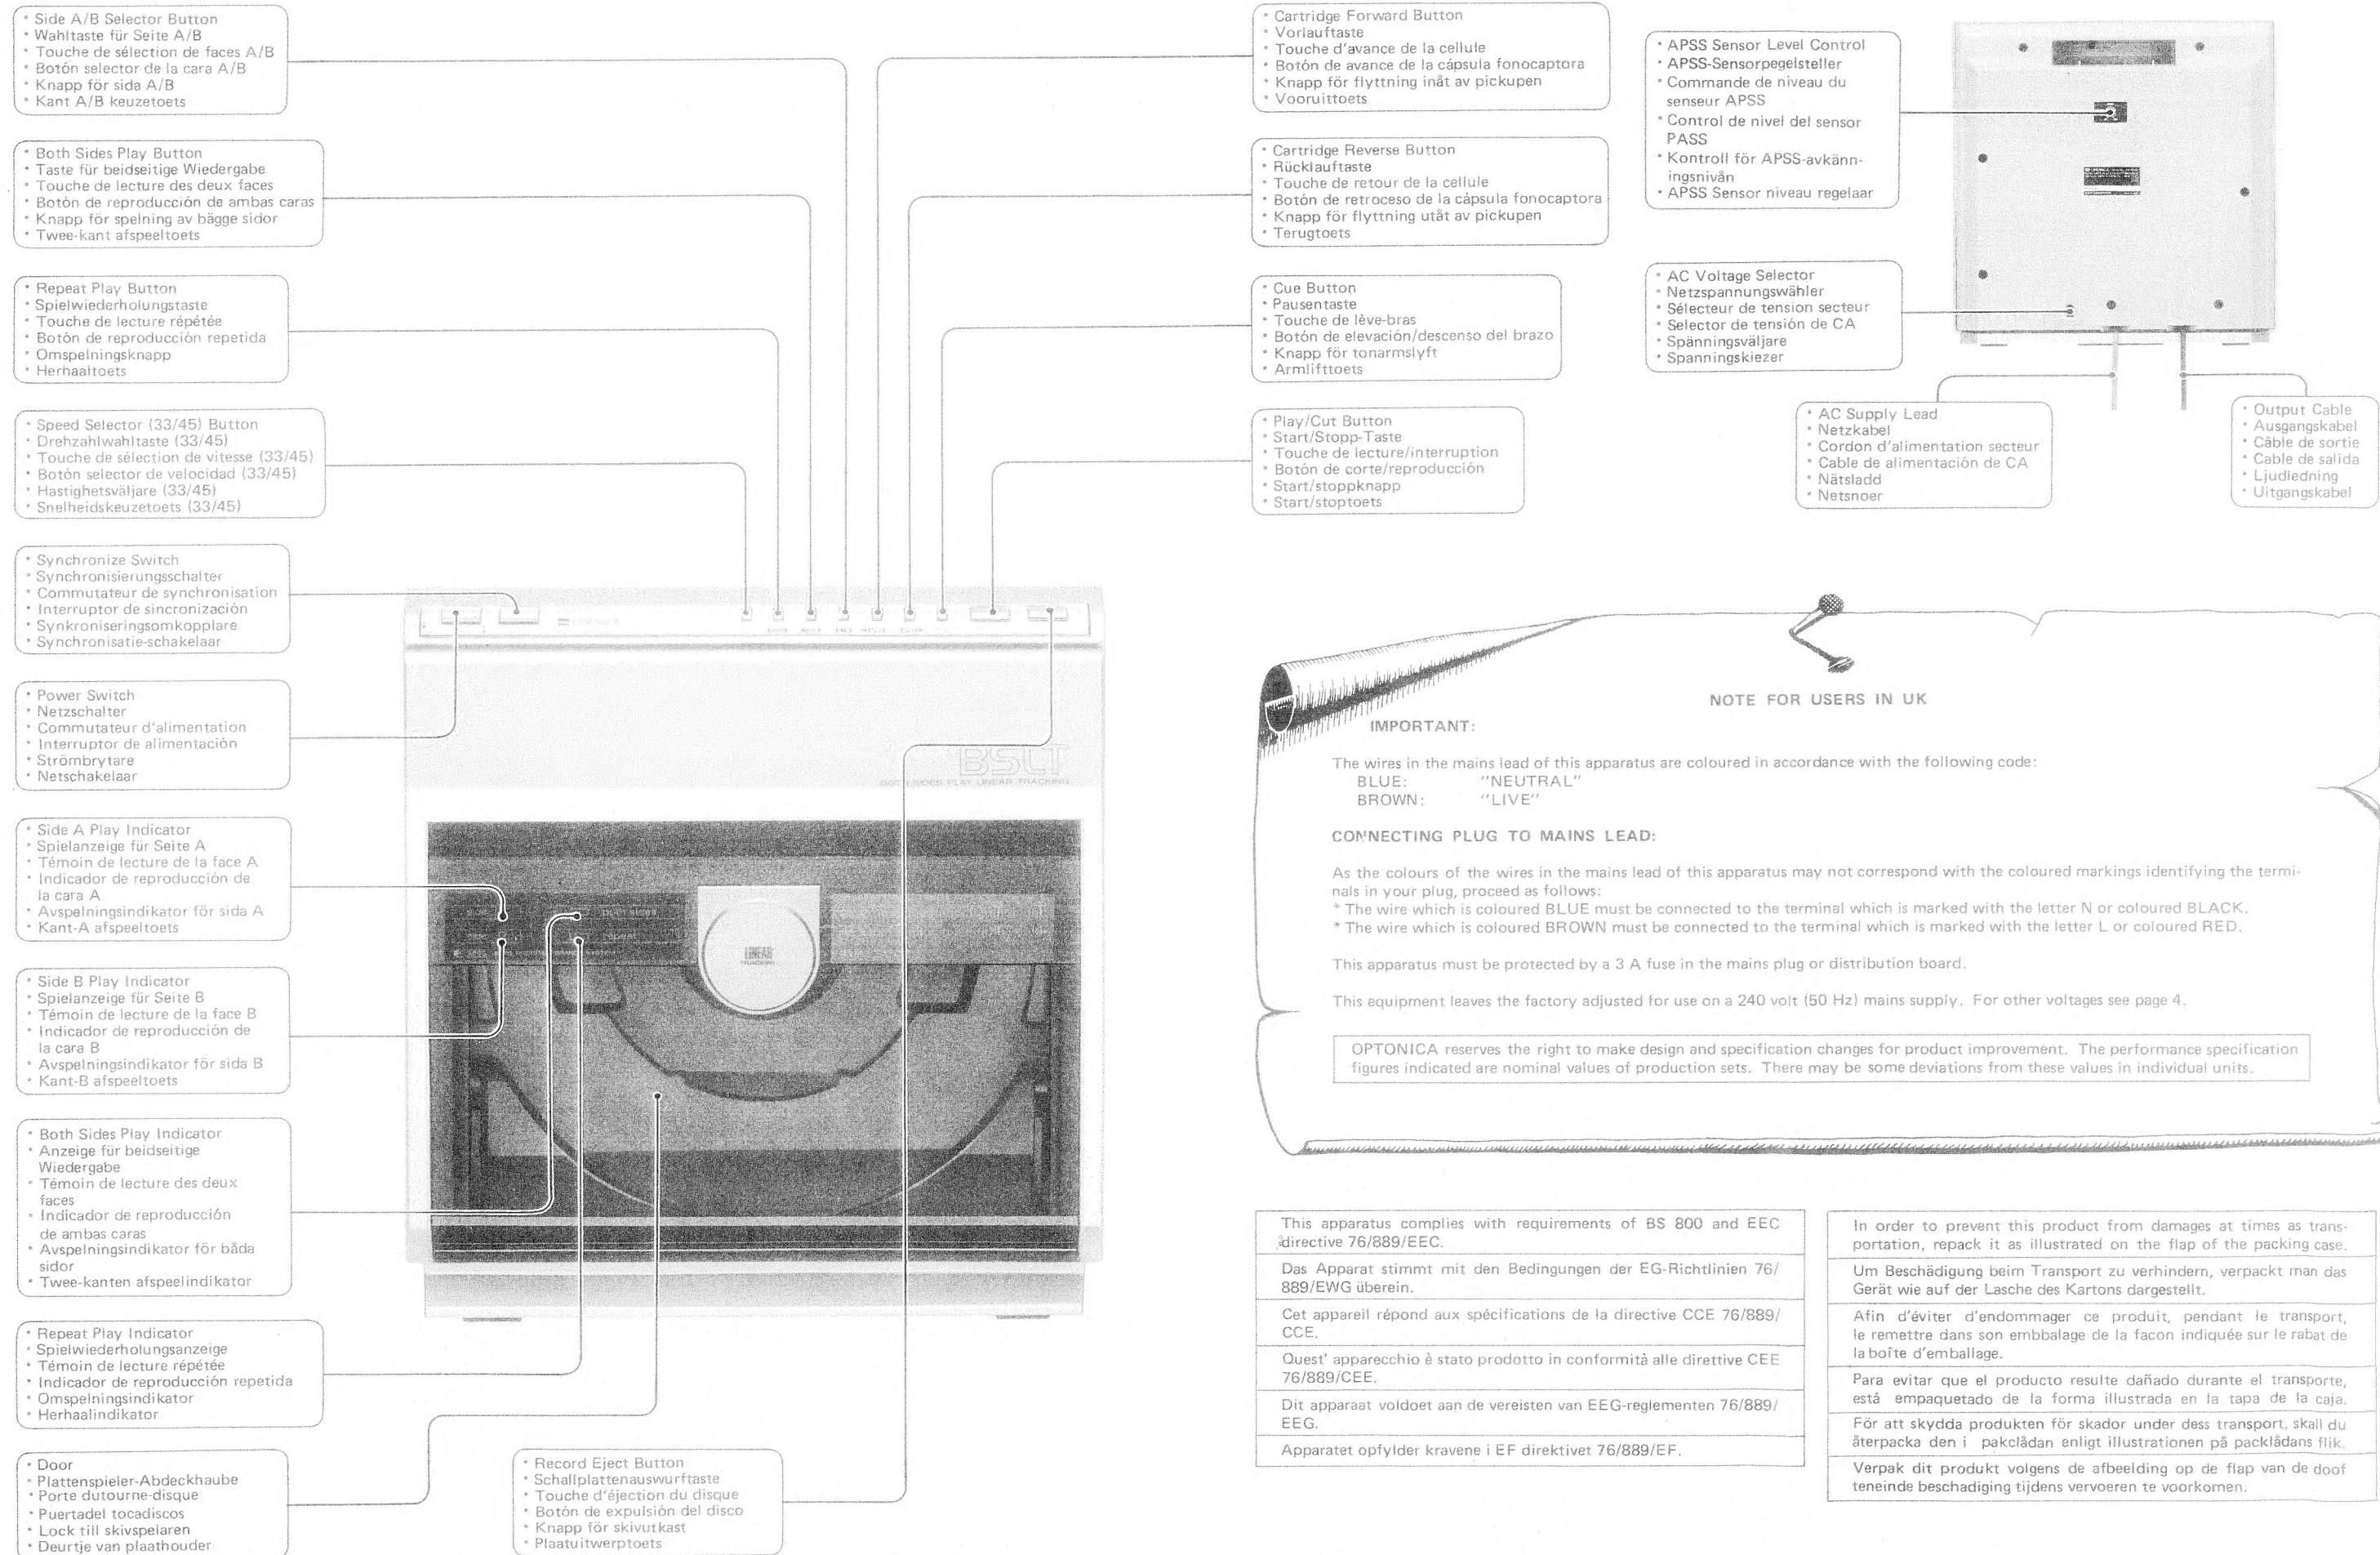 * Side A/B Selector Button
* Wahltaste für Seite A/B
* Touche de sélection de faces A/B
* Botón selector de la cara A/B
* Knapp för sida A/B
* Kant A/B keuzetoets
* Both Sides Play Button
* Taste für beidseitige Wiedergabe
* Touche de lecture des deux faces
* Botón de reproducción de ambas caras
* Knapp för spelning av bägge sidor
* Twee-kant afspeeltoets
* Repeat Play Button
* Spielwiederholungstaste
* Touche de lecture répétée
* Botón de reproducción repetida
* Omspelningsknapp
* Herhaaltoets
* Speed Selector (33/45) Button
* Drehzahlwahltaste (33/45)
* Touche de sélection de vitesse (33/45)
* Botón selector de velocidad (33/45)
* Hastighetsväljare (33/45)
* Snelheidskeuzetoets (33/45)
* Synchronize Switch
* Synchronisierungsschalter
* Commutateur de synchronisation
* Interruptor de sincronización
* Synkroniseringsomkopplare
* Synchronisatie-schakelaar
* Power Switch
* Netzschalter
* Commutateur d'alimentation
* Interruptor de alimentación
* Strömbrytare
* Netschakelaar
* Side A Play Indicator
* Spielanzeige für Seite A
* Témoin de lecture de la face A
* Indicador de reproducción de
la cara A
* Avspelningsindikator för sida A
* Kant-A afspeeltoets
* Side B Play Indicator
* Spielanzeige für Seite B
* Témoin de lecture de la face B
* Indicador de reproducción de
la cara B
* Avspelningsindikator för sida B
* Kant-B afspeeltoets
* Both Sides Play Indicator
* Anzeige für beidseitige
Wiedergabe
* Témoin de lecture des deux
faces
* Indicador de reproducción
de ambas caras
* Avspelningsindikator för båda
sidor
* Twee-kanten afspeelindikator
* Repeat Play Indicator
* Spielwiederholungsanzeige
* Témoin de lecture répétée
* Indicador de reproducción repetida
* Omspelningsindikator
* Herhaalindikator
* Door
* Plattenspieler-Abdeckhaube
* Porte dutourne-disque
* Puertadel tocadiscos
* Lock till skivspelaren
* Deurtje van plaathouder
* Record Eject Button
* Schallplattenauswurftaste
* Touche d'éjection du disque
* Botón de expulsión del disco
* Knapp för skivutkast
* Plaatuitwerptoets
BSLT
BOTH SIDES PLAY LINEAR TRACKING
both sides
repeat
LINEAR
TRACKING
* Cartridge Forward Button
* Vorlauftaste
* Touche d'avance de la cellule
* Botón de avance de la cápsula fonocaptora
* Knapp för flyttning inåt av pickupen
* Vooruittoets
* Cartridge Reverse Button
* Rücklauftaste
* Touche de retour de la cellule
* Botón de retroceso de la cápsula fonocaptora
* Knapp för flyttning utåt av pickupen
* Terugtoets
* Cue Button
* Pausentaste
* Touche de lève-bras
* Botón de elevación/descenso del brazo
* Knapp för tonarmslyft
* Armlifttoets
* Play/Cut Button
* Start/Stopp-Taste
* Touche de lecture/interruption
* Botón de corte/reproducción
* Start/stoppknapp
* Start/stoptoets
* APSS Sensor Level Control
* APSS-Sensorpegelsteller
* Commande de niveau du
senseur APSS
* Control de nivel del sensor
PASS
* Kontroll för APSS-avkänn-
ingsnivån
* APSS Sensor niveau regelaar
* AC Voltage Selector
* Netzspannungswähler
* Sélecteur de tension secteur
* Selector de tensión de CA
* Spänningsväljare
* Spanningskiezer
* AC Supply Lead
* Netzkabel
* Cordon d'alimentation secteur
* Cable de alimentación de CA
* Nätsladd
* Netsnoer
* Output Cable
* Ausgangskabel
* Câble de sortie
* Cable de salida
* Ljudledning
* Uitgangskabel
NOTE FOR USERS IN UK
IMPORTANT:
The wires in the mains lead of this apparatus are coloured in accordance with the following code:
BLUE: "NEUTRAL"
BROWN: "LIVE"
CONNECTING PLUG TO MAINS LEAD:
As the colours of the wires in the mains lead of this apparatus may not correspond with the coloured markings identifying the termi-
nals in your plug, proceed as follows:
* The wire which is coloured BLUE must be connected to the terminal which is marked with the letter N or coloured BLACK.
* The wire which is coloured BROWN must be connected to the terminal which is marked with the letter L or coloured RED.
This apparatus must be protected by a 3 A fuse in the mains plug or distribution board.
This equipment leaves the factory adjusted for use on a 240 volt (50 Hz) mains supply. For other voltages see page 4.
OPTONICA reserves the right to make design and specification changes for product improvement. The performance specification
figures indicated are nominal values of production sets. There may be some deviations from these values in individual units.
This apparatus complies with requirements of BS 800 and EEC
directive 76/889/EEC.
Das Apparat stimmt mit den Bedingungen der EG-Richtlinien 76/
889/EWG überein.
Cet appareil répond aux spécifications de la directive CCE 76/889/
CCE.
Quest' apparecchio è stato prodotto in conformità alle direttive CEE
76/889/CEE.
Dit apparaat voldoet aan de vereisten van EEG-reglementen 76/889/
EEG.
Apparatet opfylder kravene i EF direktivet 76/889/EF.
In order to prevent this product from damages at times as trans-
portation, repack it as illustrated on the flap of the packing case.
Um Beschädigung beim Transport zu verhindern, verpackt man das
Gerät wie auf der Lasche des Kartons dargestellt.
Afin d'éviter d'endommager ce produit, pendant le transport,
le remettre dans son embbalage de la facon indiquée sur le rabat de
la boîte d'emballage.
Para evitar que el producto resulte dañado durante el transporte,
está empaquetado de la forma illustrada en la tapa de la caja.
För att skydda produkten för skador under dess transport, skall du
återpacka den i pakclådan enligt illustrationen på packlådans flik.
Verpak dit produkt volgens de afbeelding op de flap van de doof
teneinde beschadiging tijdens vervoeren te voorkomen.